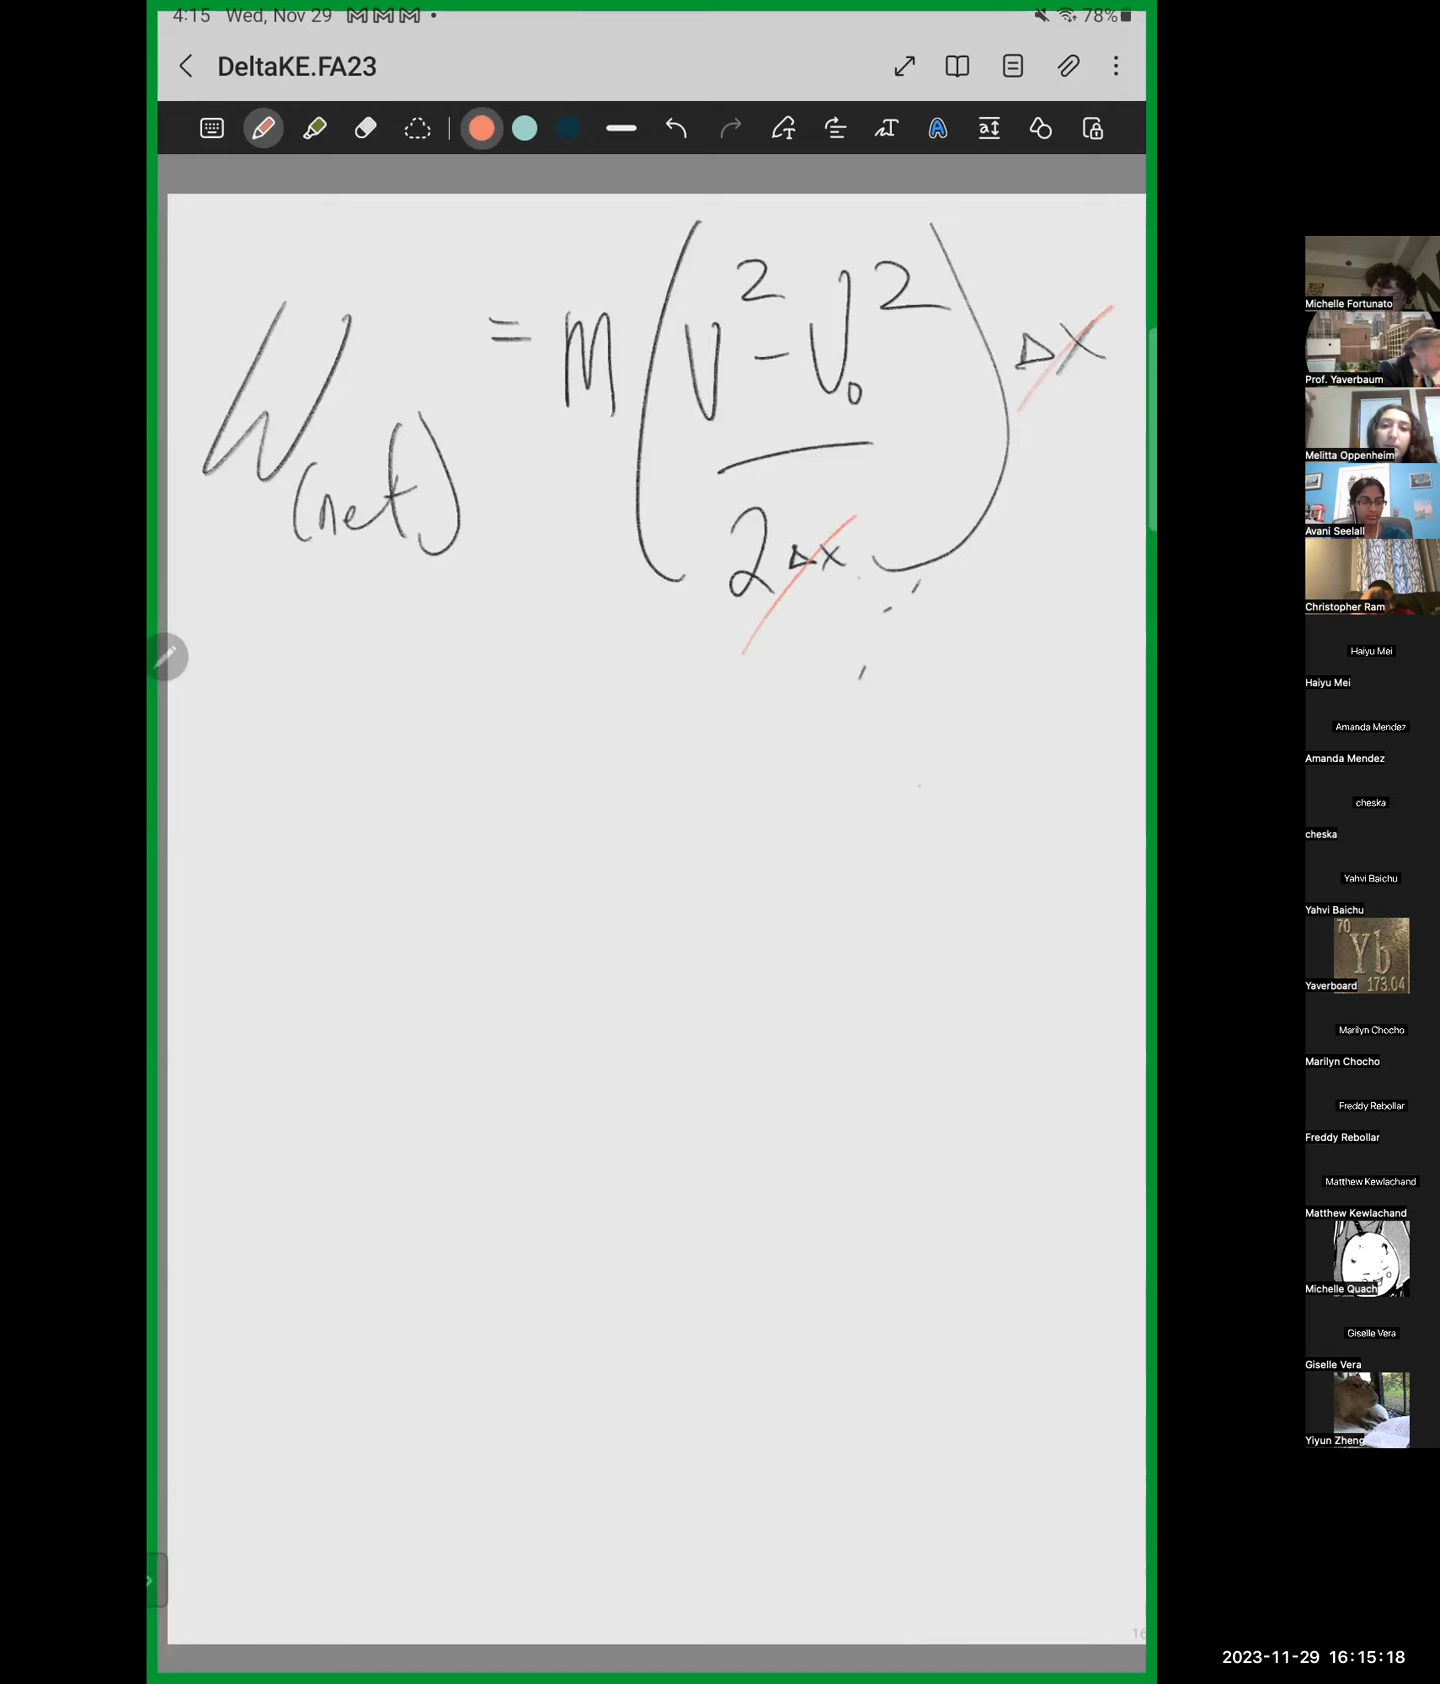 4:15 Wed, Nov 29 78%
DeltaKE.FA23
W(net) = m (v² - v₀² / 2Δx) Δx
16
Michelle Fortunato
Prof. Yaverbaum
Melitta Oppenheim
Avani Seelall
Christopher Ram
Haiyu Mei
Haiyu Mei
Amanda Mendez
Amanda Mendez
cheska
cheska
Yahvi Baichu
Yahvi Baichu
70
Yb
Yaverboard 173.04
Marilyn Chocho
Marilyn Chocho
Freddy Rebollar
Freddy Rebollar
Matthew Kewlachand
Matthew Kewlachand
Michelle Quach
Giselle Vera
Giselle Vera
Yiyun Zheng
2023-11-29 16:15:18